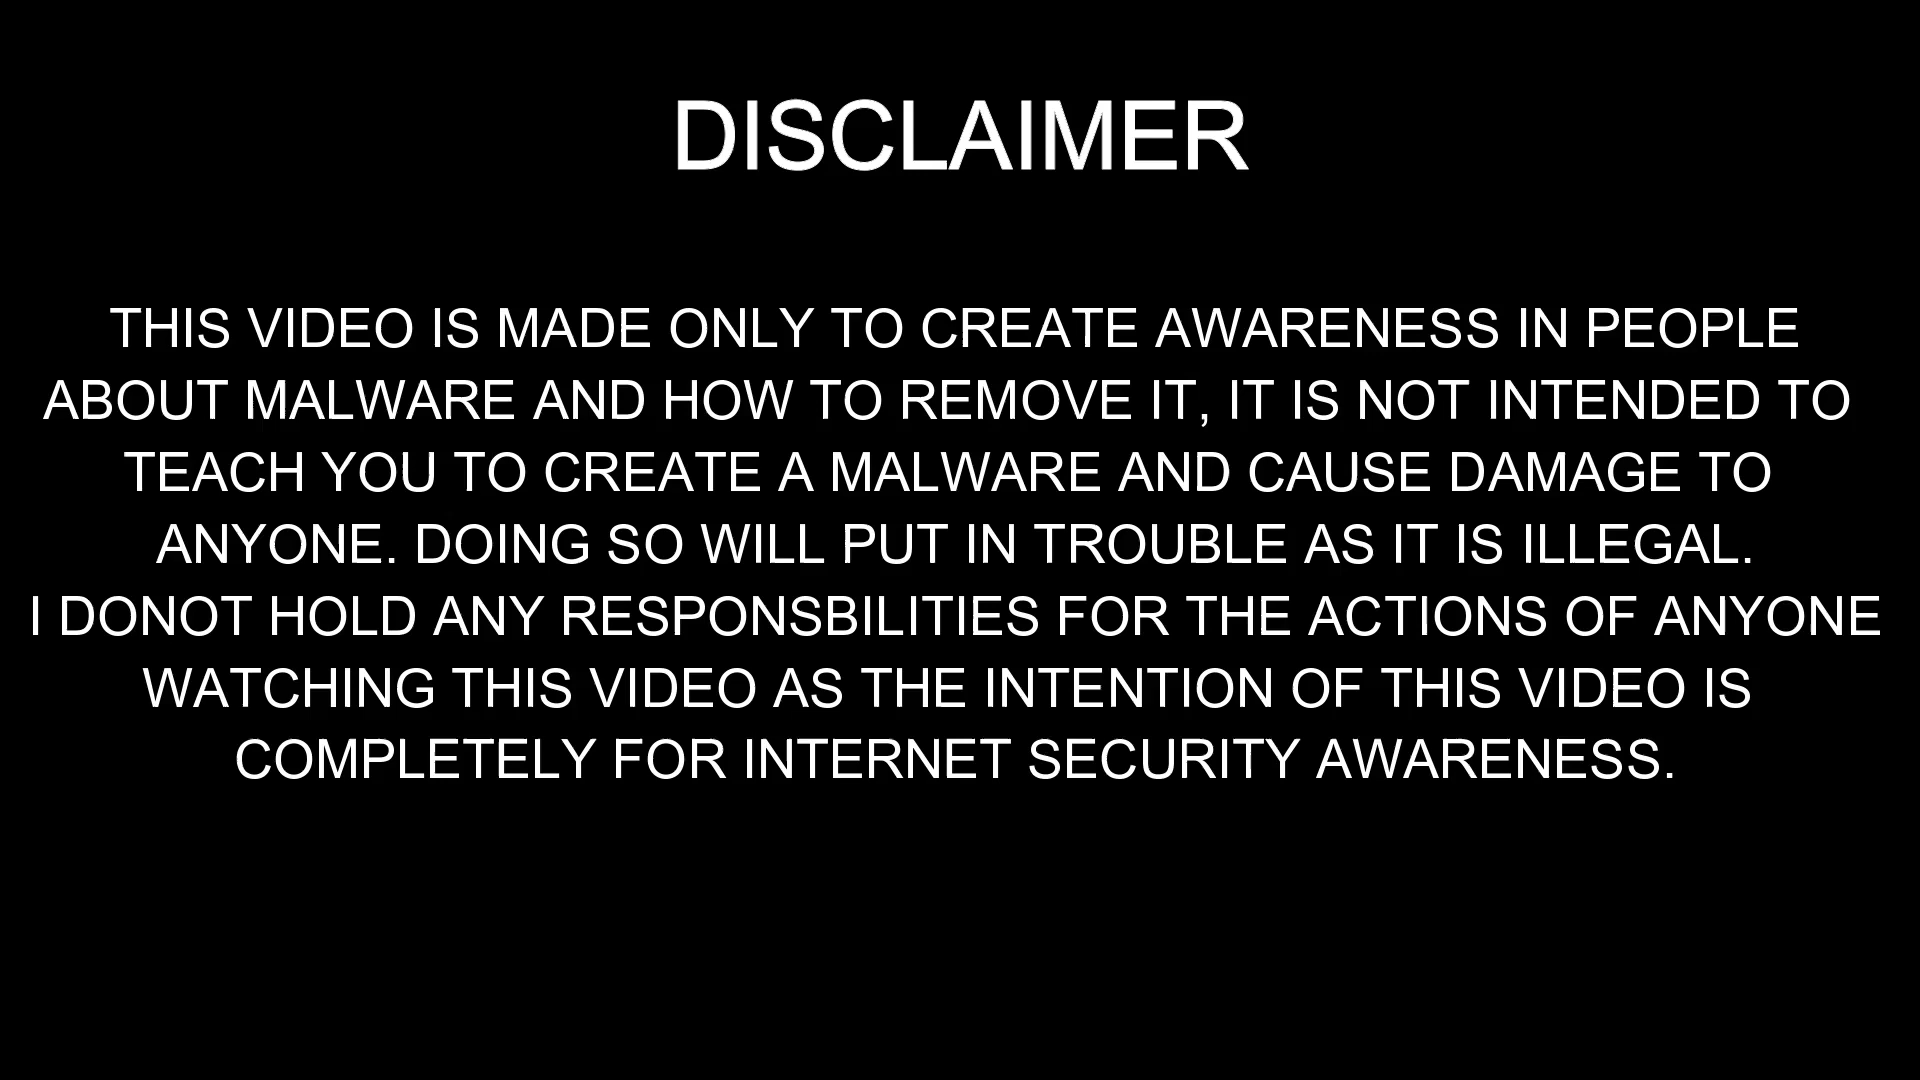 DISCLAIMER
THIS VIDEO IS MADE ONLY TO CREATE AWARENESS IN PEOPLE
ABOUT MALWARE AND HOW TO REMOVE IT, IT IS NOT INTENDED TO
TEACH YOU TO CREATE A MALWARE AND CAUSE DAMAGE TO
ANYONE. DOING SO WILL PUT IN TROUBLE AS IT IS ILLEGAL.
I DONOT HOLD ANY RESPONSBILITIES FOR THE ACTIONS OF ANYONE
WATCHING THIS VIDEO AS THE INTENTION OF THIS VIDEO IS
COMPLETELY FOR INTERNET SECURITY AWARENESS.